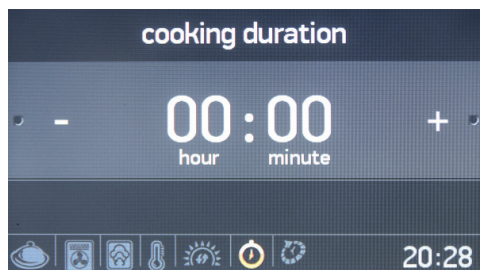 cooking duration
- 00 : 00 +
hour minute
20:28